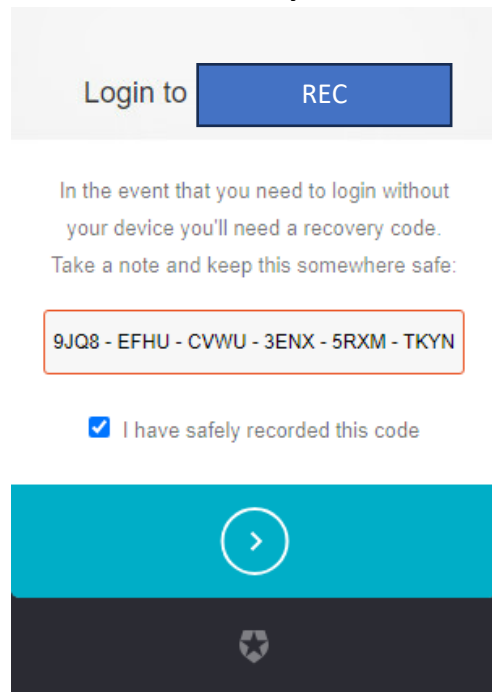 Login to REC
In the event that you need to login without
your device you'll need a recovery code.
Take a note and keep this somewhere safe:
9JQ8 - EFHU - CVWU - 3ENX - 5RXM - TKYN
I have safely recorded this code